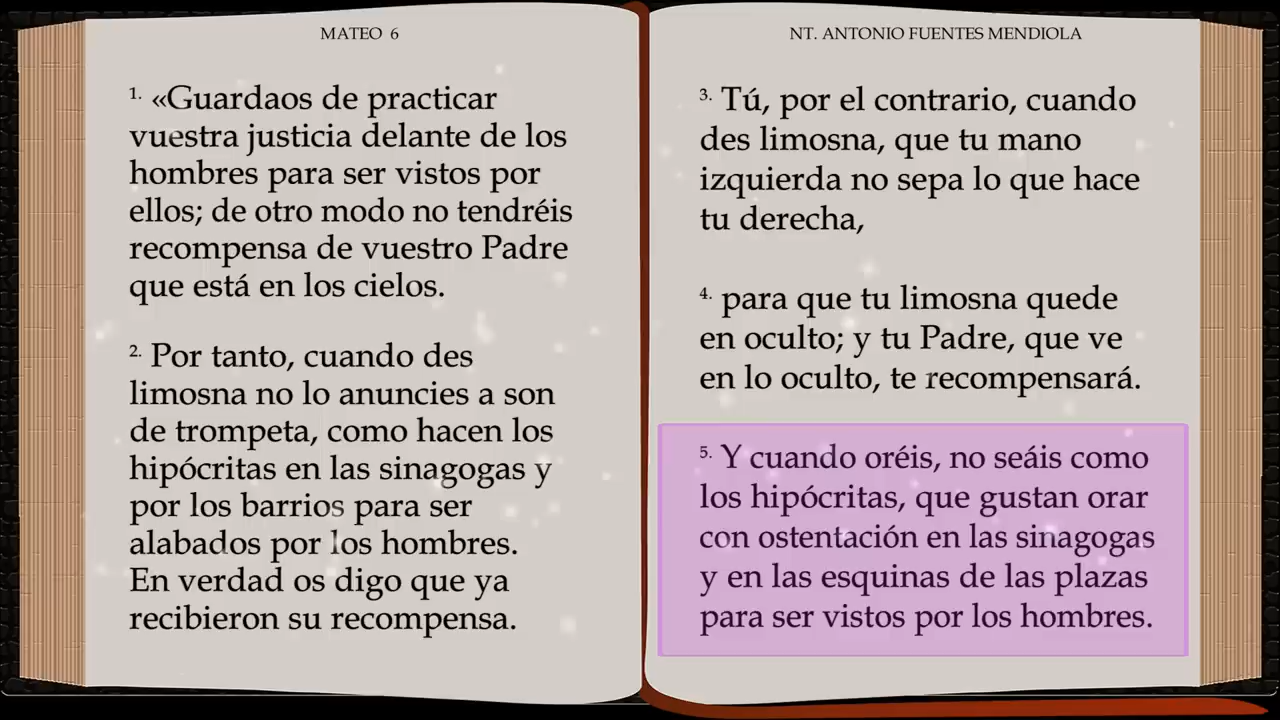 MATEO 6
1. «Guardaos de practicar
vuestra justicia delante de los
hombres para ser vistos por
ellos; de otro modo no tendréis
recompensa de vuestro Padre
que está en los cielos.
2. Por tanto, cuando des
limosna no lo anuncies a son
de trompeta, como hacen los
hipócritas en las sinagogas y
por los barrios para ser
alabados por los hombres.
En verdad os digo que ya
recibieron su recompensa.
NT. ANTONIO FUENTES MENDIOLA
3. Tú, por el contrario, cuando
des limosna, que tu mano
izquierda no sepa lo que hace
tu derecha,
4. para que tu limosna quede
en oculto; y tu Padre, que ve
en lo oculto, te recompensará.
5. Y cuando oréis, no seáis como
los hipócritas, que gustan orar
con ostentación en las sinagogas
y en las esquinas de las plazas
para ser vistos por los hombres.